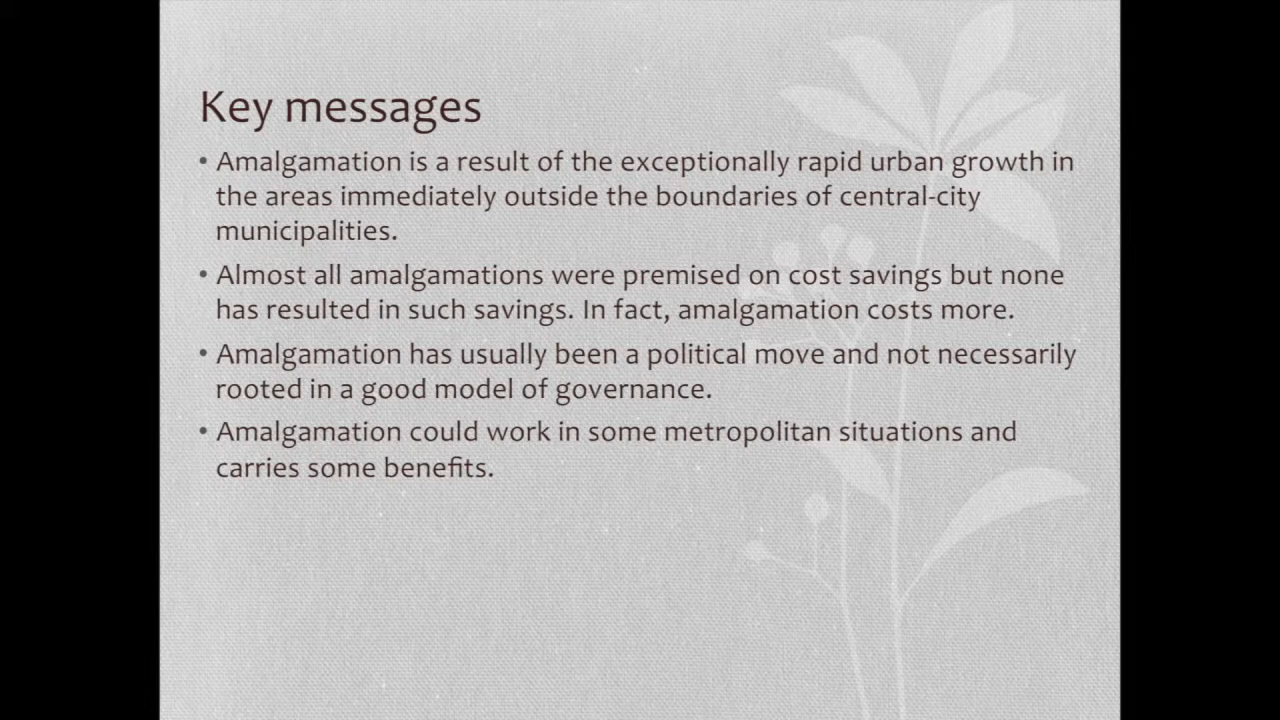 Key messages
• Amalgamation is a result of the exceptionally rapid urban growth in
the areas immediately outside the boundaries of central-city
municipalities.
• Almost all amalgamations were premised on cost savings but none
has resulted in such savings. In fact, amalgamation costs more.
• Amalgamation has usually been a political move and not necessarily
rooted in a good model of governance.
• Amalgamation could work in some metropolitan situations and
carries some benefits.